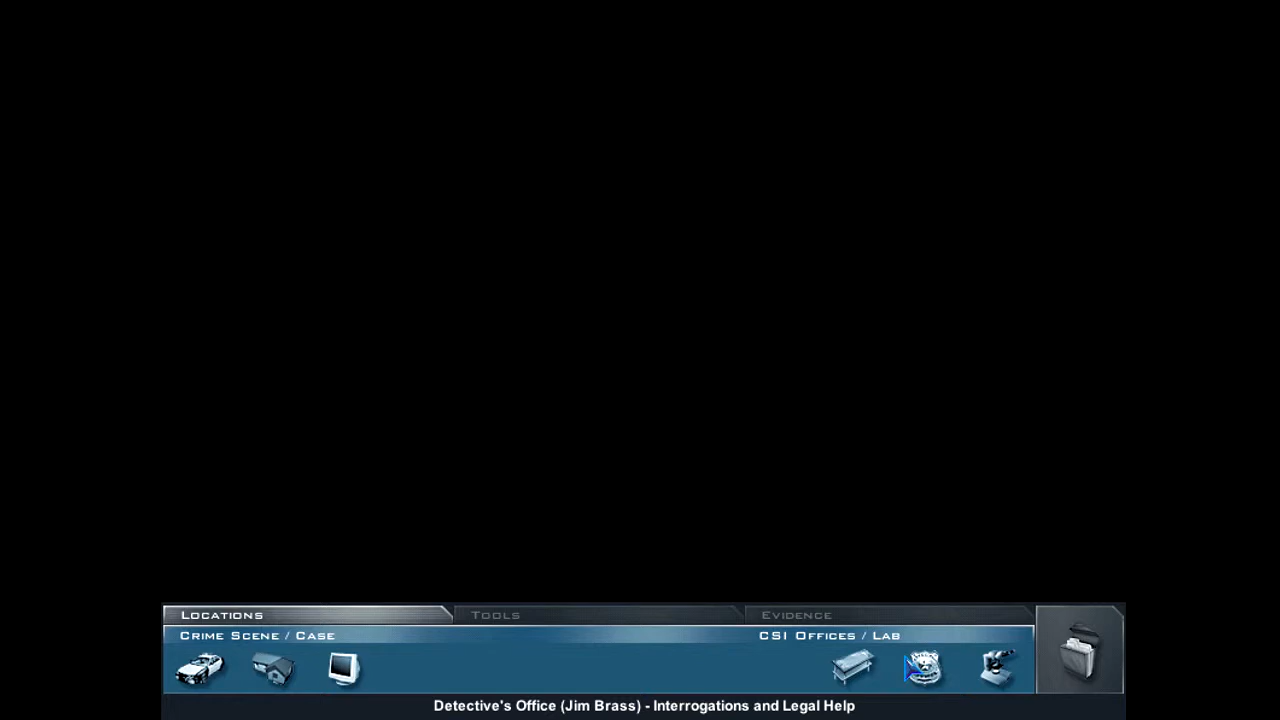 LOCATIONS
TOOLS
EVIDENCE
CRIME SCENE / CASE
CSI OFFICES / LAB
Detective's Office (Jim Brass) - Interrogations and Legal Help